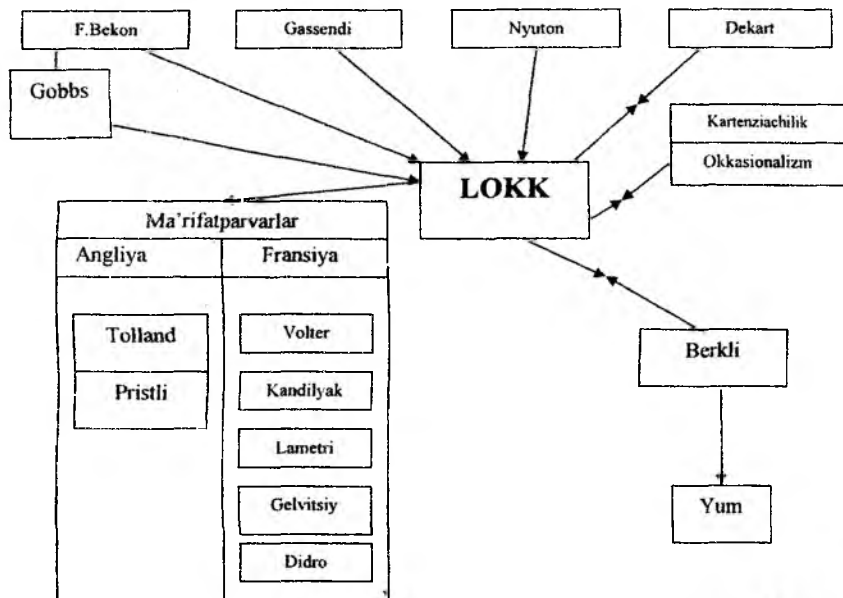 F.Bekon
Gassendi
Nyuton
Dekart
Gobbs
Kartenziachilik
Okkasionalizm
LOKK
Ma'rifatparvarlar
Angliya
Fransiya
Tolland
Pristli
Volter
Kandilyak
Lametri
Gelvitsiy
Didro
Berkli
Yum